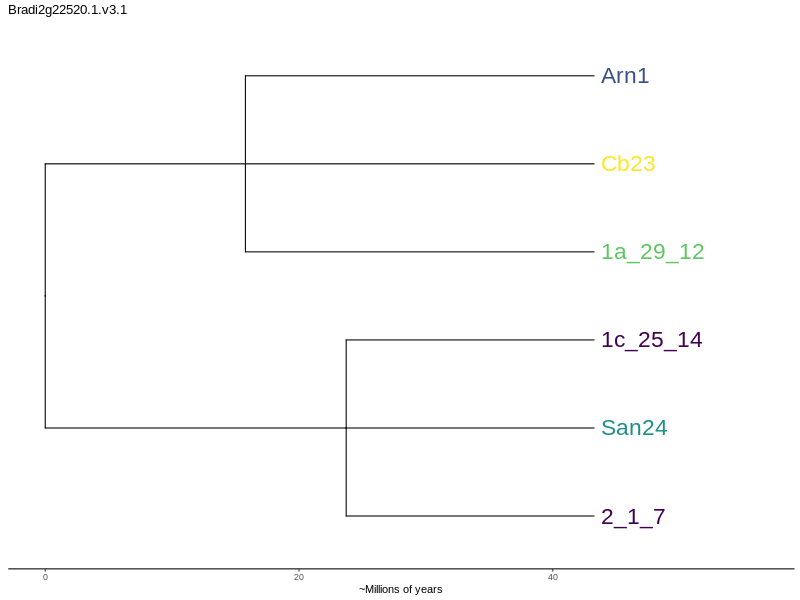 Bradi2g22520.1.v3.1
Arn1
Cb23
1a_29_12
1c_25_14
San24
2_1_7
0 20 40
~Millions of years